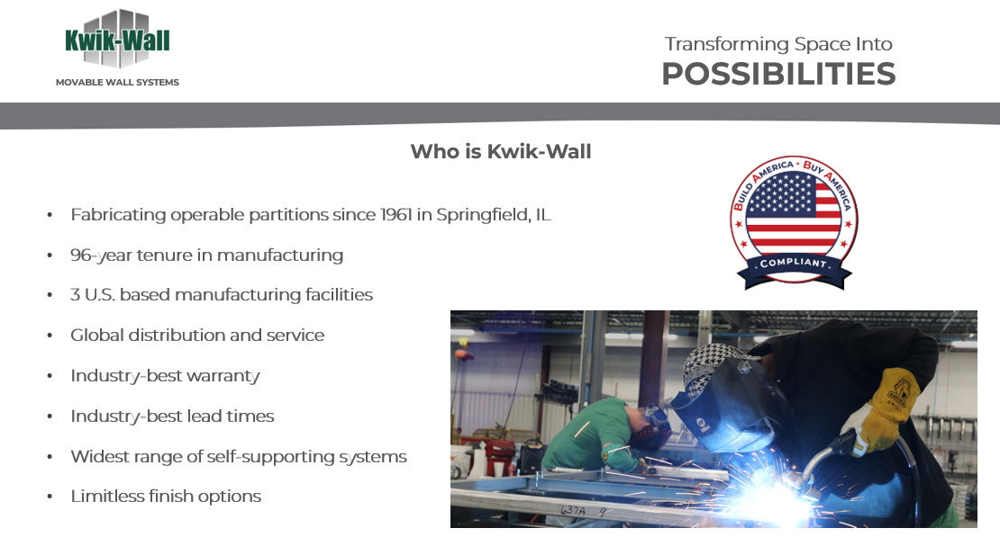 Kwik-Wall
MOVABLE WALL SYSTEMS
Transforming Space Into
POSSIBILITIES
Who is Kwik-Wall
BUILD AMERICA • BUY AMERICA
• COMPLIANT •
• Fabricating operable partitions since 1961 in Springfield, IL
• 96-year tenure in manufacturing
• 3 U.S. based manufacturing facilities
• Global distribution and service
• Industry-best warranty
• Industry-best lead times
• Widest range of self-supporting systems
• Limitless finish options
637A 9